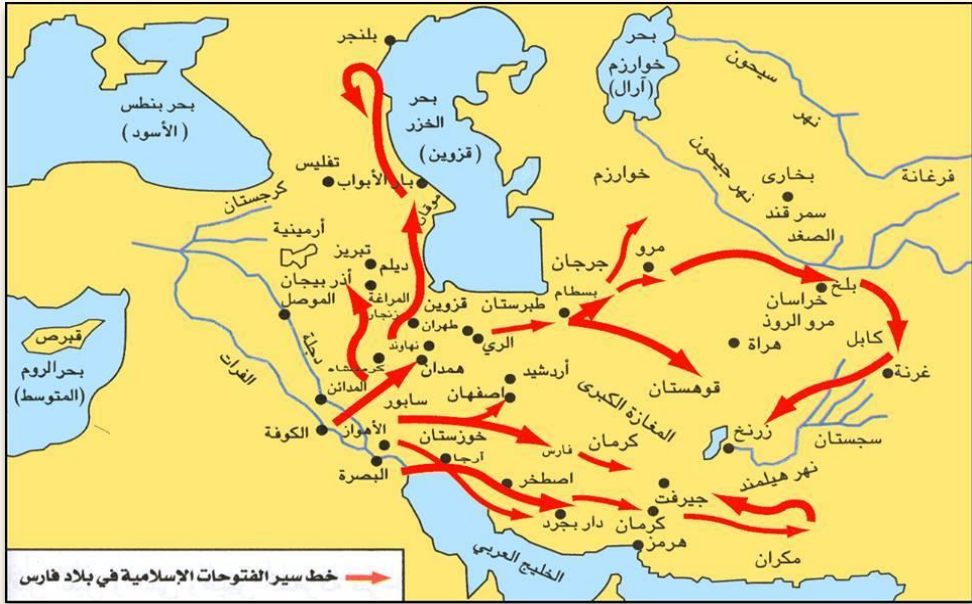 بلنجر
بحر
خوارزم
(آرال)
نهر سيحون
بحر بنطس
(الأسود)
بحر
الخزر
(قزوين)
نهر جيحون
تفليس
باب الأبواب
خوارزم
بخارى
فرغانة
سمرقند
الصغد
موقان
كرجستان
أرمينية
تبريز
ديلم
أذربيجان
المراغة
زنجار
الموصل
جرجان
مرو
بسطام
طبرستان
قزوين
طهران
الري
بلخ
خراسان
مرو الروذ
هراة
كابل
غرنة
قبرص
بحر الروم
(المتوسط)
دجلة
الفرات
نهاوند
همدان
المدائن
أردشيد
اصفهان
قوهستان
المفازة الكبرى
سابور
الكوفة
الأهواز
خوزستان
أرجا
البصرة
فارس
كرمان
زرنخ
سجستان
نهر هيلمند
اصطخر
جيرفت
دار بجرد
كرمان
هرمز
مكران
الخليج العربي
خط سير الفتوحات الإسلامية في بلاد فارس